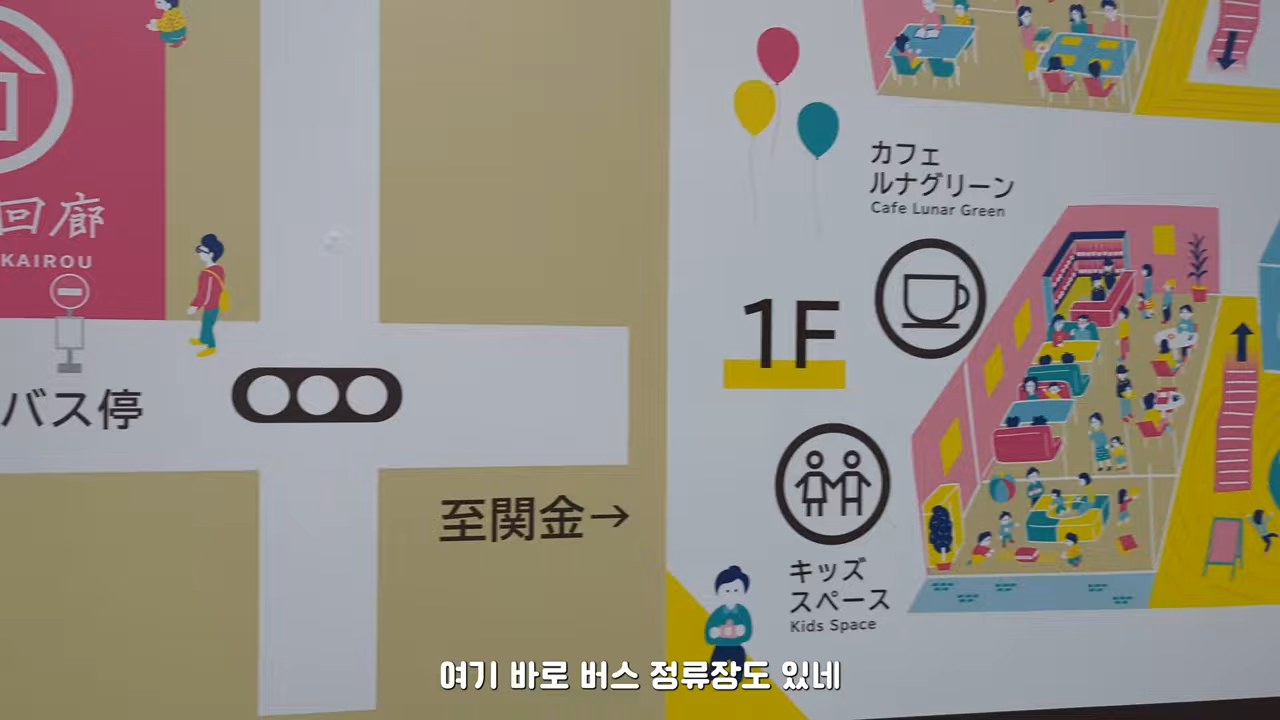 回廊
KAIROU
バス停
至関金→
カフェ
ルナグリーン
Cafe Lunar Green
1F
キッズ
スペース
Kids Space
여기 바로 버스 정류장도 있네